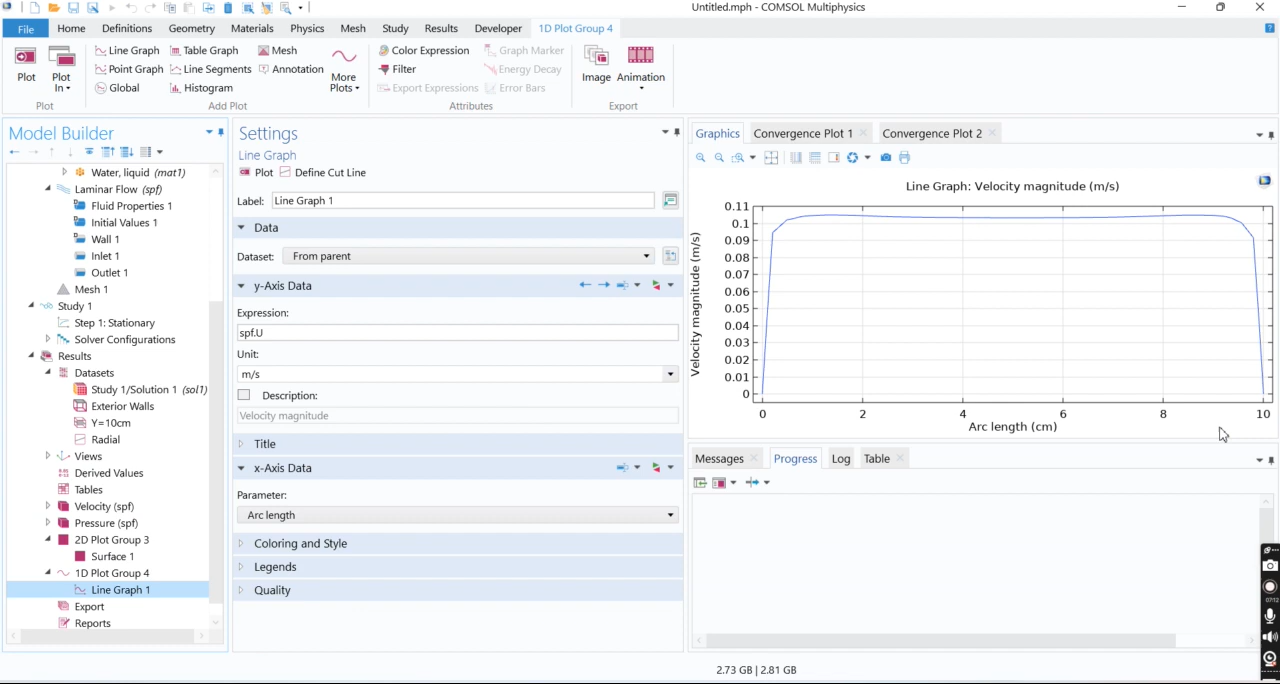 Untitled.mph - COMSOL Multiphysics
File Home Definitions Geometry Materials Physics Mesh Study Results Developer 1D Plot Group 4
Plot
Plot In
Plot
Line Graph Table Graph Mesh
Point Graph Line Segments Annotation
Global Histogram
More Plots
Add Plot
Color Expression Graph Marker
Filter Energy Decay
Export Expressions Error Bars
Attributes
Image Animation
Export
Model Builder
Water, liquid (mat1)
Laminar Flow (spf)
Fluid Properties 1
Initial Values 1
Wall 1
Inlet 1
Outlet 1
Mesh 1
Study 1
Step 1: Stationary
Solver Configurations
Results
Datasets
Study 1/Solution 1 (sol1)
Exterior Walls
Y=10cm
Radial
Views
Derived Values
Tables
Velocity (spf)
Pressure (spf)
2D Plot Group 3
Surface 1
1D Plot Group 4
Line Graph 1
Export
Reports
Settings
Line Graph
Plot Define Cut Line
Label: Line Graph 1
Data
Dataset: From parent
y-Axis Data
Expression:
spf.U
Unit:
m/s
Description:
Velocity magnitude
Title
x-Axis Data
Parameter:
Arc length
Coloring and Style
Legends
Quality
Graphics Convergence Plot 1 Convergence Plot 2
Line Graph: Velocity magnitude (m/s)
Velocity magnitude (m/s)
0.11
0.1
0.09
0.08
0.07
0.06
0.05
0.04
0.03
0.02
0.01
0
0 2 4 6 8 10
Arc length (cm)
Messages Progress Log Table
07:12
2.73 GB | 2.81 GB